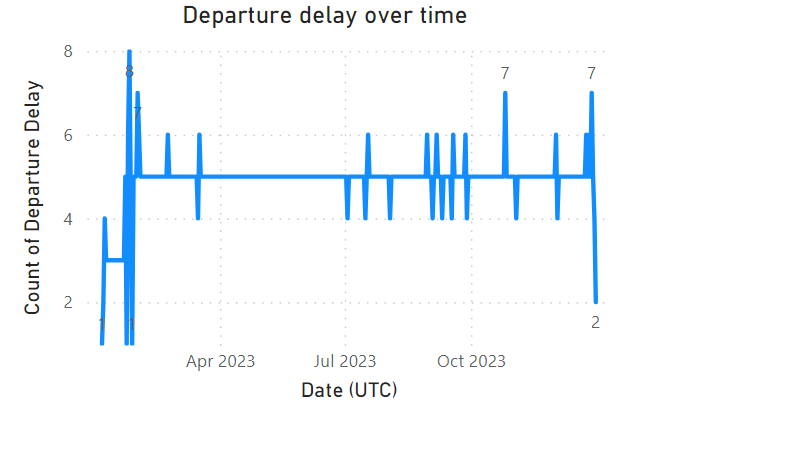 Departure delay over time
Count of Departure Delay
8
6
4
2
8
7
1
1
7
7
2
Apr 2023
Jul 2023
Oct 2023
Date (UTC)